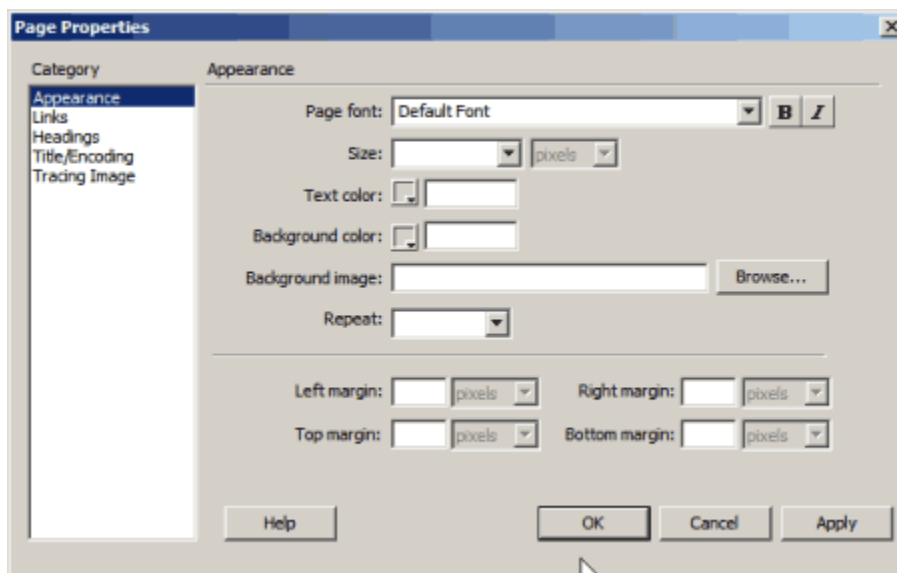 Page Properties
Category
Appearance
Links
Headings
Title/Encoding
Tracing Image
Appearance
Page font: Default Font B I
Size: pixels
Text color:
Background color:
Background image: Browse...
Repeat:
Left margin: pixels Right margin: pixels
Top margin: pixels Bottom margin: pixels
Help OK Cancel Apply